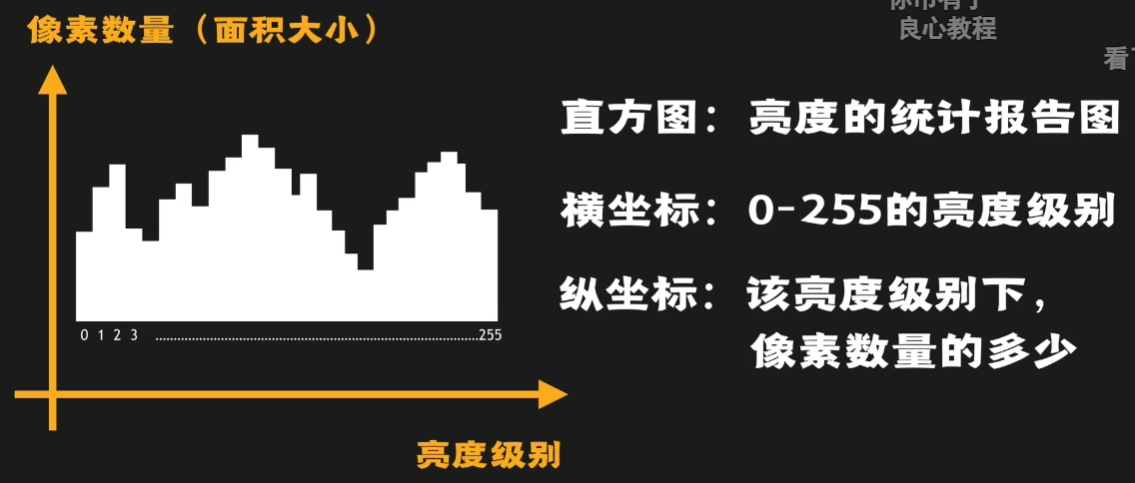 像素数量（面积大小）
良心教程
直方图：亮度的统计报告图
横坐标：0-255的亮度级别
纵坐标：该亮度级别下，
像素数量的多少
0 1 2 3 ........................255
亮度级别